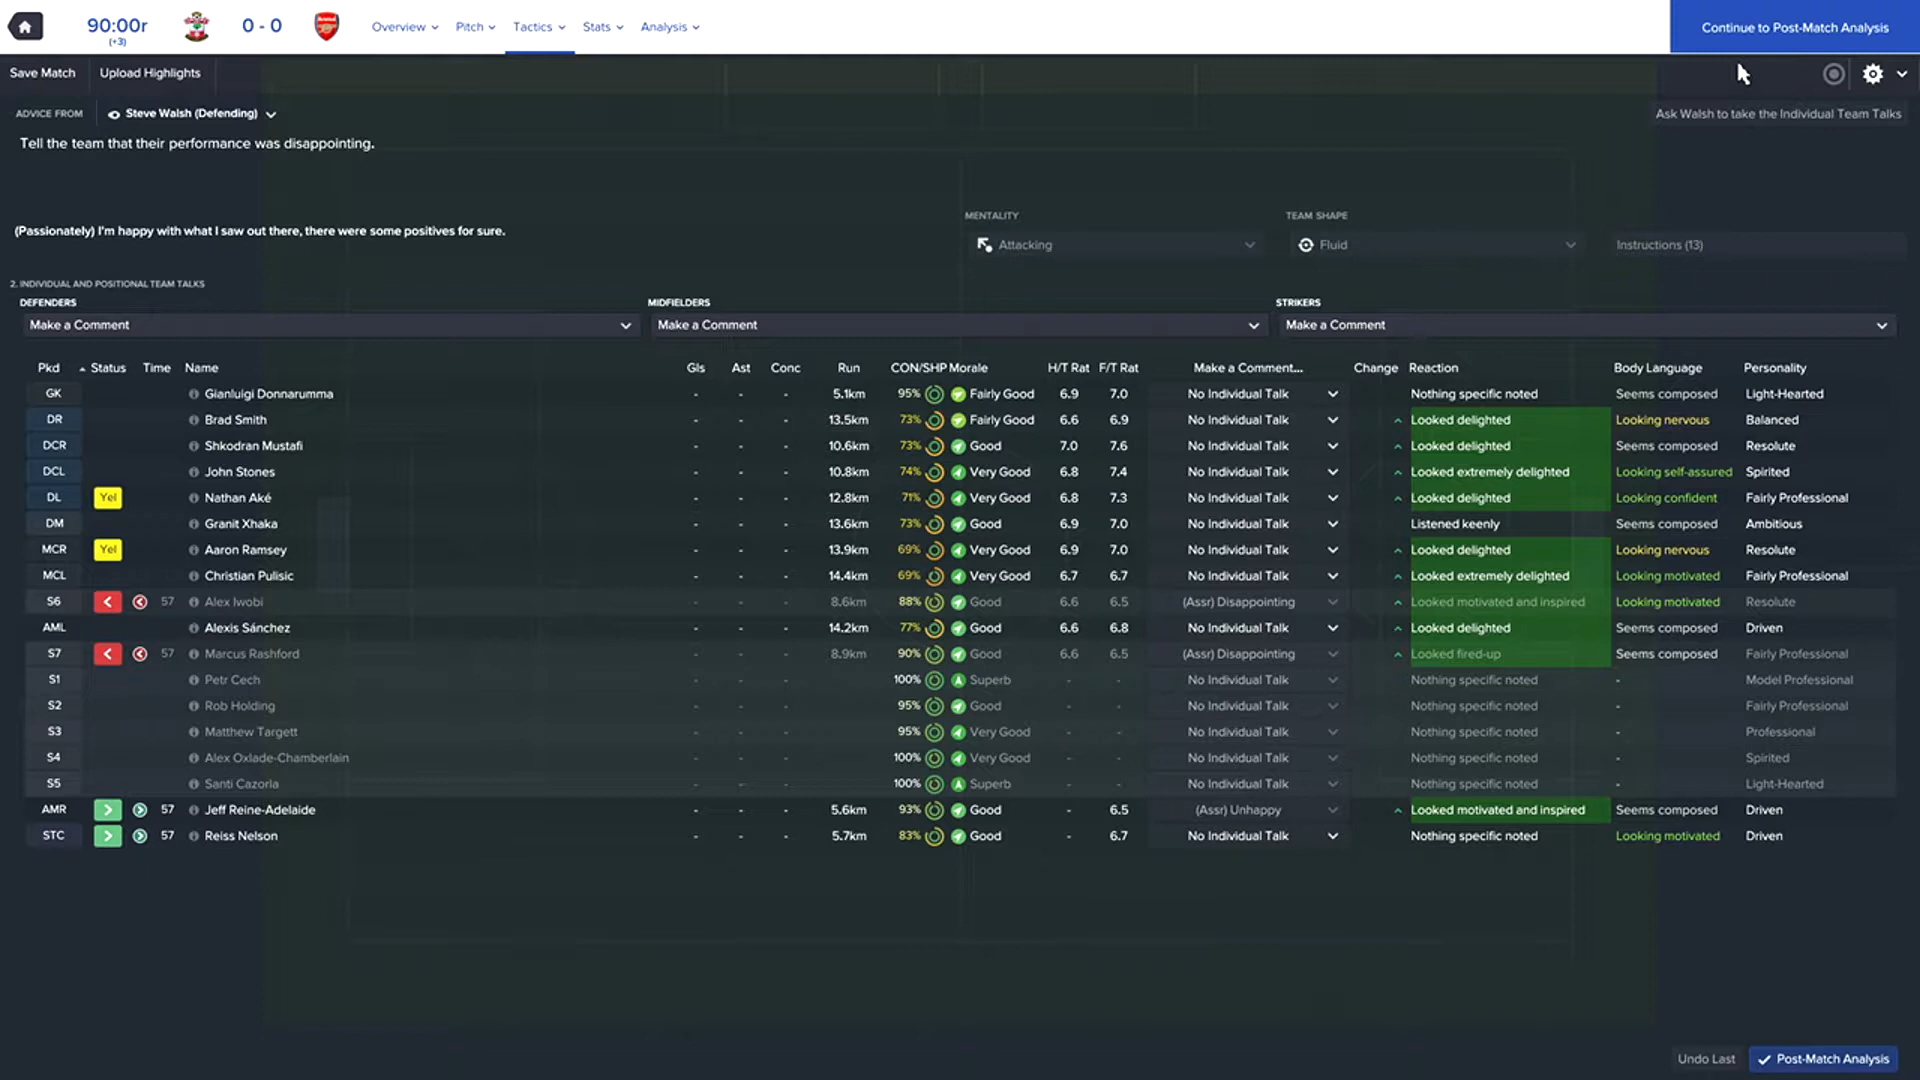 90:00r 0 - 0 Overview Pitch Tactics Stats Analysis Continue to Post-Match Analysis
(+3)
Arsenal
Save Match Upload Highlights
ADVICE FROM Steve Walsh (Defending) Ask Walsh to take the Individual Team Talks
Tell the team that their performance was disappointing.
MENTALITY TEAM SHAPE
(Passionately) I'm happy with what I saw out there, there were some positives for sure.
Attacking Fluid Instructions (13)
2. INDIVIDUAL AND POSITIONAL TEAM TALKS
DEFENDERS MIDFIELDERS STRIKERS
Make a Comment Make a Comment Make a Comment
Pkd Status Time Name Gls Ast Conc Run CON/SHP Morale H/T Rat F/T Rat Make a Comment... Change Reaction Body Language Personality
GK Gianluigi Donnarumma - - - 5.1km 95% Fairly Good 6.9 7.0 No Individual Talk Nothing specific noted Seems composed Light-Hearted
DR Brad Smith - - - 13.5km 73% Fairly Good 6.6 6.9 No Individual Talk Looked delighted Looking nervous Balanced
DCR Shkodran Mustafi - - - 10.6km 73% Good 7.0 7.6 No Individual Talk Looked delighted Seems composed Resolute
DCL John Stones - - - 10.8km 74% Very Good 6.8 7.4 No Individual Talk Looked extremely delighted Looking self-assured Spirited
DL Yel Nathan Aké - - - 12.8km 71% Very Good 6.8 7.3 No Individual Talk Looked delighted Looking confident Fairly Professional
DM Granit Xhaka - - - 13.6km 73% Good 6.9 7.0 No Individual Talk Listened keenly Seems composed Ambitious
MCR Yel Aaron Ramsey - - - 13.9km 69% Very Good 6.9 7.0 No Individual Talk Looked delighted Looking nervous Resolute
MCL Christian Pulisic - - - 14.4km 69% Very Good 6.7 6.7 No Individual Talk Looked extremely delighted Looking motivated Fairly Professional
S6 57 Alex Iwobi - - - 8.6km 88% Good 6.6 6.5 (Assr) Disappointing Looked motivated and inspired Looking motivated Resolute
AML Alexis Sánchez - - - 14.2km 77% Good 6.6 6.8 No Individual Talk Looked delighted Seems composed Driven
S7 57 Marcus Rashford - - - 8.9km 90% Good 6.6 6.5 (Assr) Disappointing Looked fired-up Seems composed Fairly Professional
S1 Petr Cech 100% Superb - - No Individual Talk Nothing specific noted - Model Professional
S2 Rob Holding 95% Good - - No Individual Talk Nothing specific noted - Fairly Professional
S3 Matthew Targett 95% Very Good - - No Individual Talk Nothing specific noted - Professional
S4 Alex Oxlade-Chamberlain 100% Very Good - - No Individual Talk Nothing specific noted - Spirited
S5 Santi Cazorla 100% Superb - - No Individual Talk Nothing specific noted - Light-Hearted
AMR 57 Jeff Reine-Adelaide - - - 5.6km 93% Good - 6.5 (Assr) Unhappy Looked motivated and inspired Seems composed Driven
STC 57 Reiss Nelson - - - 5.7km 83% Good - 6.7 No Individual Talk Nothing specific noted Looking motivated Driven
Undo Last Post-Match Analysis